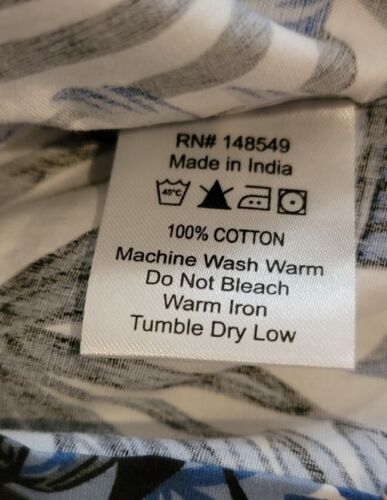 RN# 148549
Made in India
40°C
100% COTTON
Machine Wash Warm
Do Not Bleach
Warm Iron
Tumble Dry Low